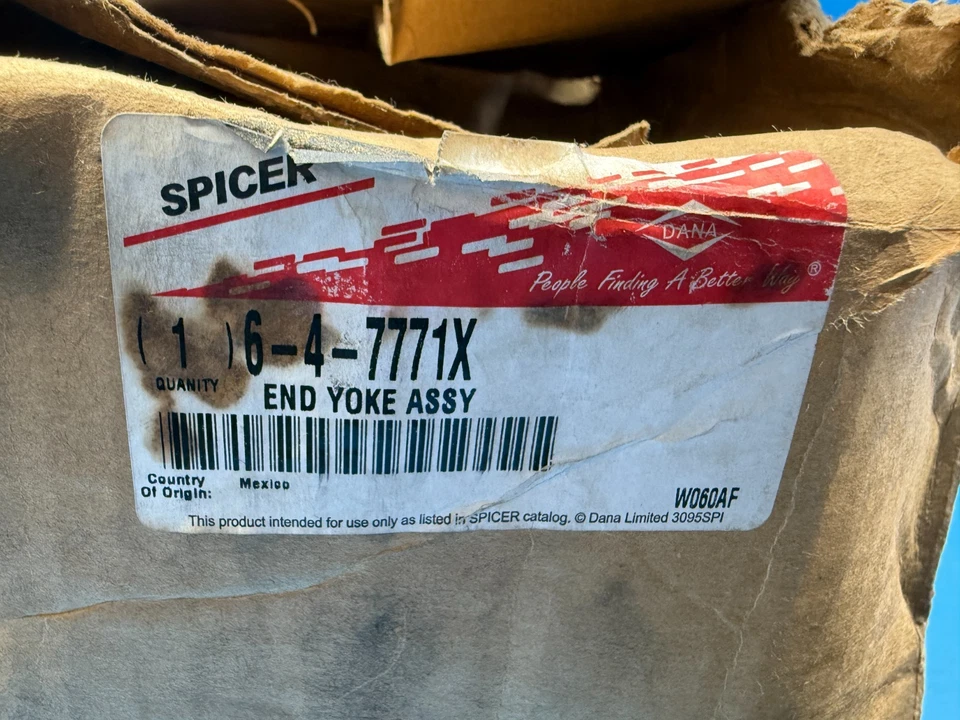 SPICER
DANA
People Finding A Better Way ®
( 1 ) 6-4-7771X
QUANITY
END YOKE ASSY
Country
Of Origin: Mexico
W060AF
This product intended for use only as listed in SPICER catalog. © Dana Limited 3095SPI